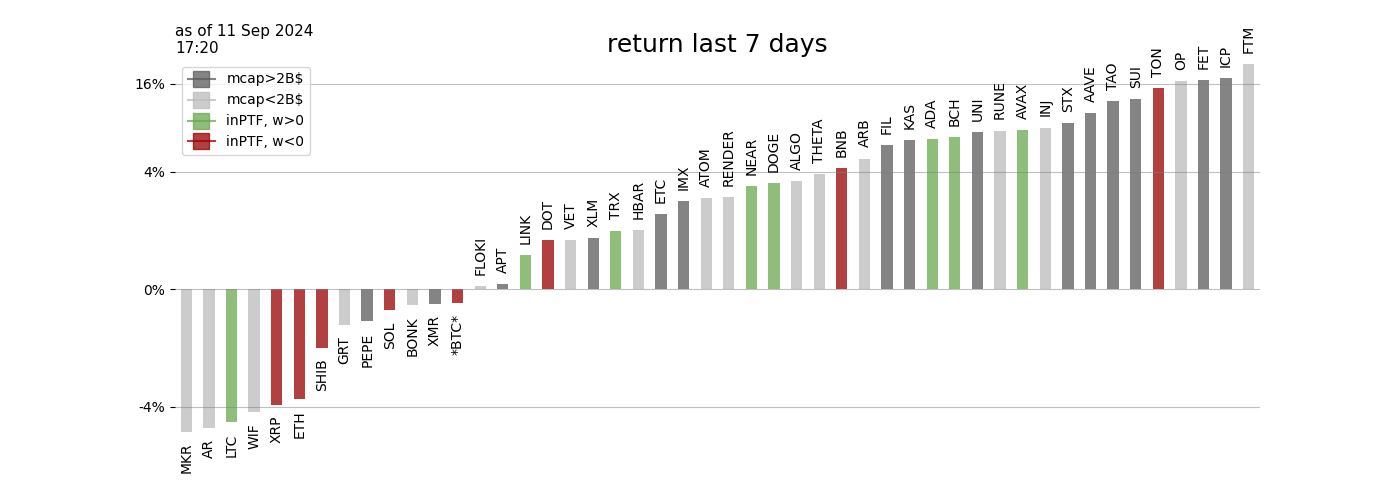 as of 11 Sep 2024
17:20
return last 7 days
mcap>2B$
mcap<2B$
inPTF, w>0
inPTF, w<0
16%
4%
0%
-4%
MKR
AR
LTC
WIF
XRP
ETH
SHIB
GRT
PEPE
SOL
BONK
XMR
*BTC*
FLOKI
APT
LINK
DOT
VET
XLM
TRX
HBAR
ETC
IMX
ATOM
RENDER
NEAR
DOGE
ALGO
THETA
BNB
ARB
FIL
KAS
ADA
BCH
UNI
RUNE
AVAX
INJ
STX
AAVE
TAO
SUI
TON
OP
FET
ICP
FTM